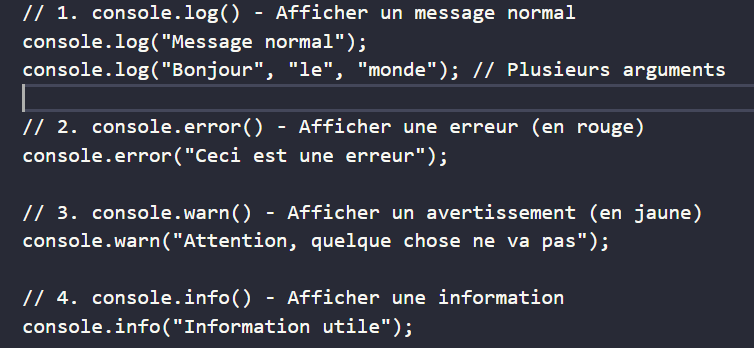 // 1. console.log() - Afficher un message normal
console.log("Message normal");
console.log("Bonjour", "le", "monde"); // Plusieurs arguments
// 2. console.error() - Afficher une erreur (en rouge)
console.error("Ceci est une erreur");
// 3. console.warn() - Afficher un avertissement (en jaune)
console.warn("Attention, quelque chose ne va pas");
// 4. console.info() - Afficher une information
console.info("Information utile");